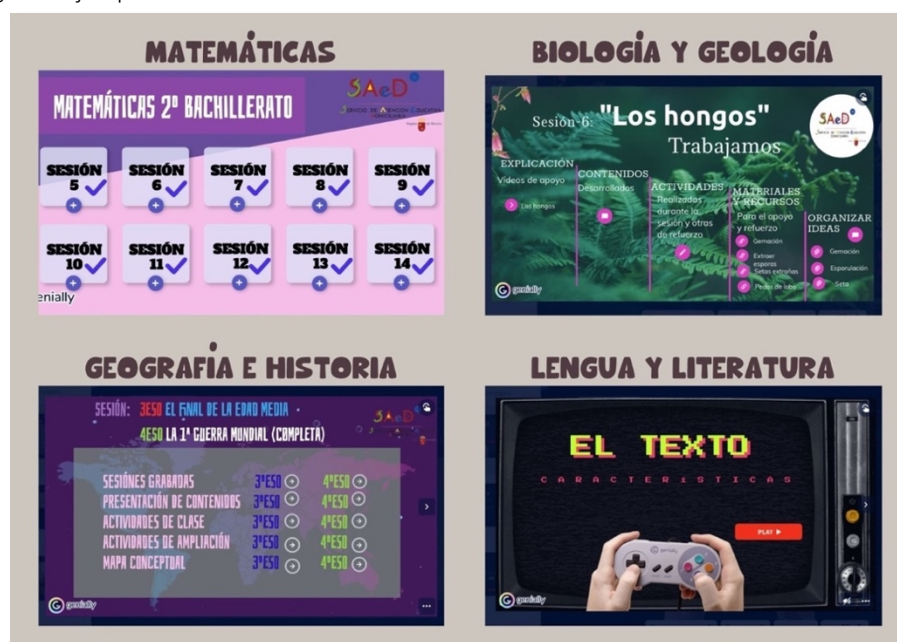 MATEMÁTICAS
BIOLOGÍA Y GEOLOGÍA
MATEMÁTICAS 2º BACHILLERATO
SAeD
SESIÓN 5
SESIÓN 6
SESIÓN 7
SESIÓN 8
SESIÓN 9
SESIÓN 10
SESIÓN 11
SESIÓN 12
SESIÓN 13
SESIÓN 14
enially
Sesión-6: "Los hongos"
Trabajamos
SAeD
EXPLICACIÓN
Vídeos de apoyo
Los hongos
CONTENIDOS
Desarrollados
ACTIVIDADES
Realizadas
durante la
sesión y otras
de refuerzo
MATERIALES
Y RECURSOS
Para el apoyo
y refuerzo
Gemación
Extraer
esporas
Setas extrañas
Pedos de lobo
ORGANIZAR
IDEAS
Gemación
Esporulación
Seta
genially
GEOGRAFÍA E HISTORIA
LENGUA Y LITERATURA
SESIÓN: 3ESO EL FINAL DE LA EDAD MEDIA
4ESO LA 1ª GUERRA MUNDIAL (COMPLETA)
SAeD
SESIÓNES GRABADAS 3ºESO 4ºESO
PRESENTACIÓN DE CONTENIDOS 3ºESO 4ºESO
ACTIVIDADES DE CLASE 3ºESO 4ºESO
ACTIVIDADES DE AMPLIACIÓN 3ºESO 4ºESO
MAPA CONCEPTUAL 3ºESO 4ºESO
genially
EL TEXTO
CARACTERÍSTICAS
PLAY
genially
genially